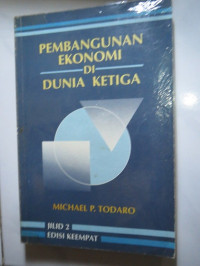 PEMBANGUNAN
EKONOMI
DI
DUNIA KETIGA
MICHAEL P. TODARO
JILID 2
EDISI KEEMPAT